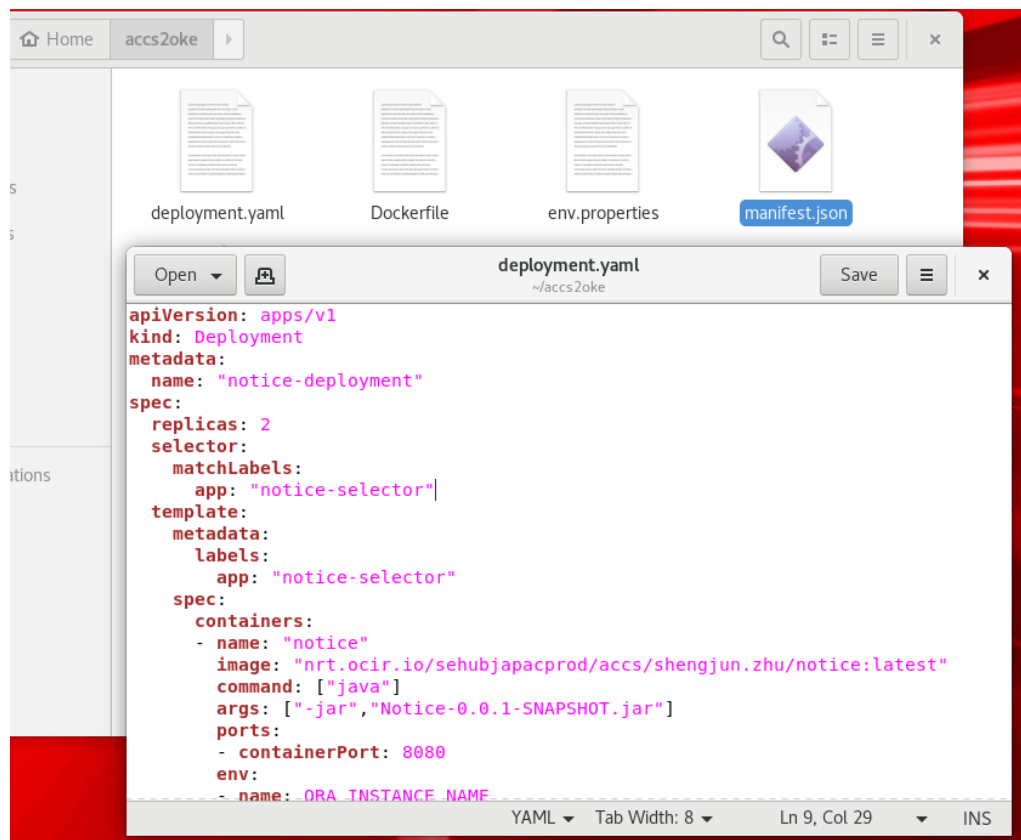 Home accs2oke
s
s
ations
deployment.yaml Dockerfile env.properties manifest.json
Open deployment.yaml Save
~/accs2oke
apiVersion: apps/v1
kind: Deployment
metadata:
  name: "notice-deployment"
spec:
  replicas: 2
  selector:
    matchLabels:
      app: "notice-selector"
  template:
    metadata:
      labels:
        app: "notice-selector"
    spec:
      containers:
      - name: "notice"
        image: "nrt.ocir.io/sehubjapacprod/accs/shengjun.zhu/notice:latest"
        command: ["java"]
        args: ["-jar","Notice-0.0.1-SNAPSHOT.jar"]
        ports:
        - containerPort: 8080
        env:
        - name: ORA_INSTANCE_NAME
YAML Tab Width: 8 Ln 9, Col 29 INS